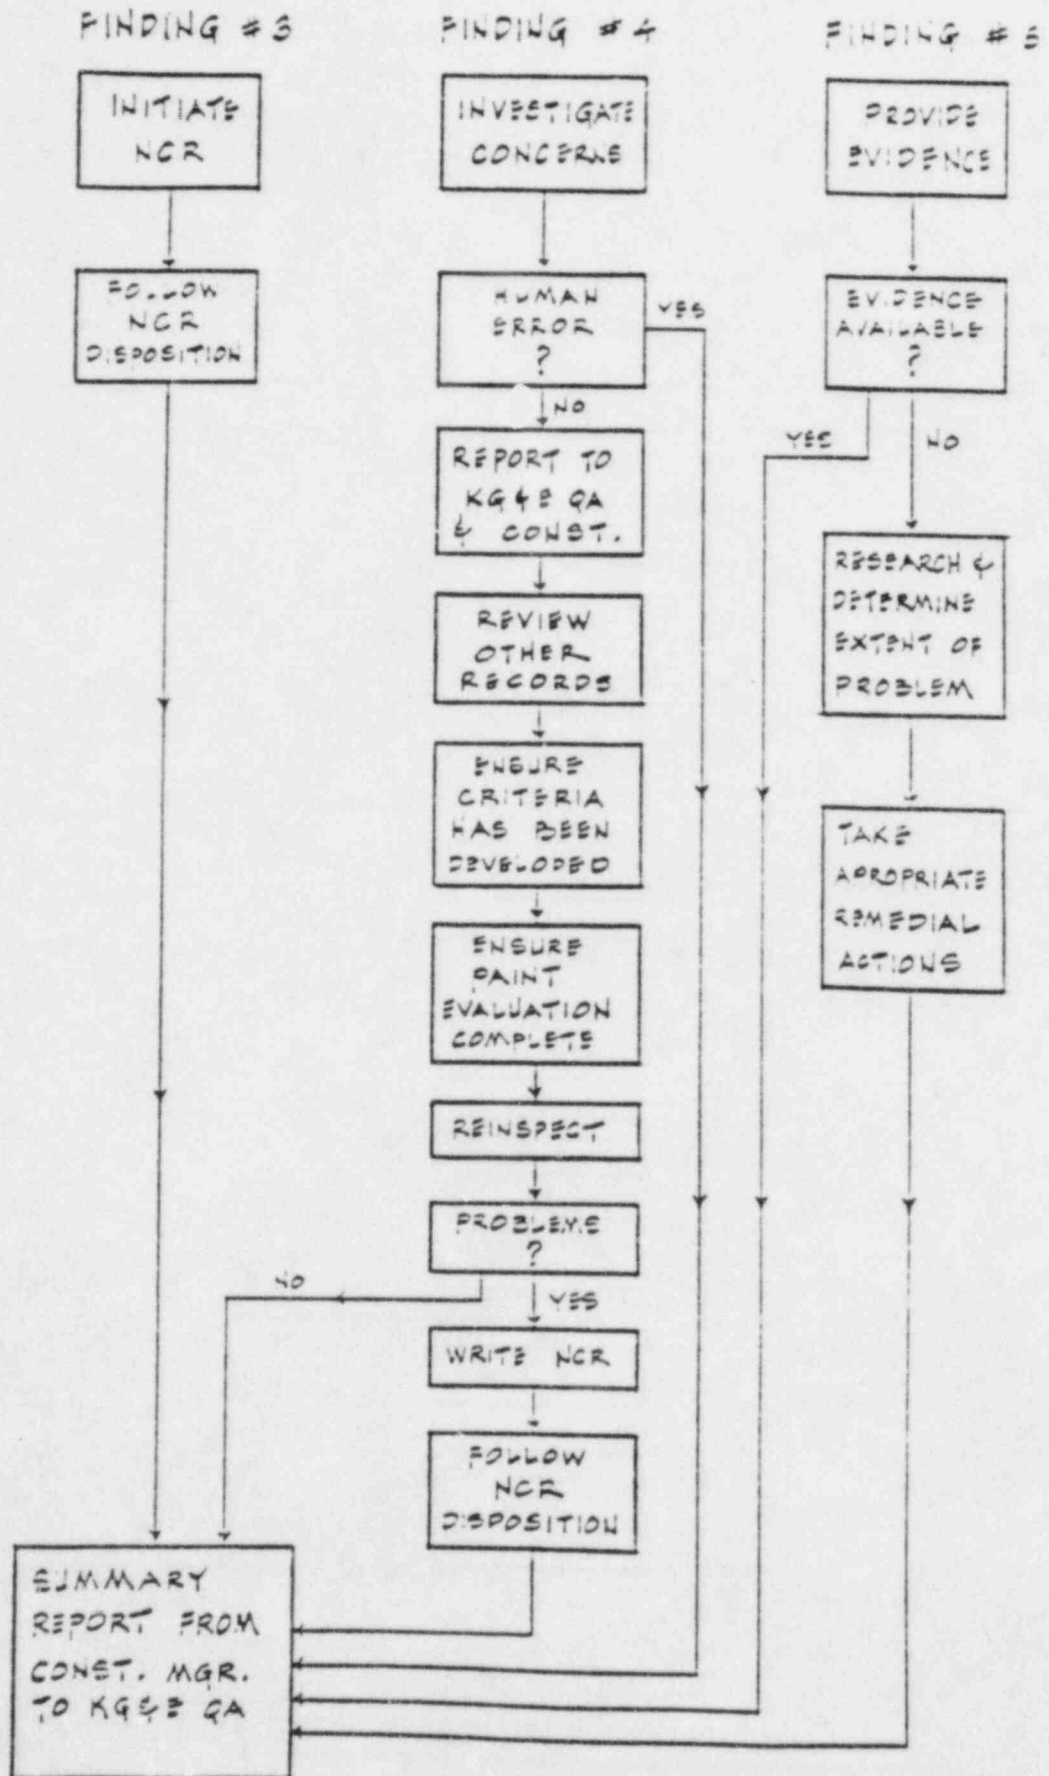 FINDING #3
INITIATE
NCR
FOLLOW
NCR
DISPOSITION
FINDING #4
INVESTIGATE
CONCERNS
HUMAN
ERROR
?
YES
NO
REPORT TO
KG&E QA
& CONST.
REVIEW
OTHER
RECORDS
ENSURE
CRITERIA
HAS BEEN
DEVELOPED
ENSURE
PAINT
EVALUATION
COMPLETE
REINSPECT
PROBLEMS
?
NO
YES
WRITE NCR
FOLLOW
NCR
DISPOSITION
FINDING #5
PROVIDE
EVIDENCE
EVIDENCE
AVAILABLE
?
YES
NO
RESEARCH &
DETERMINE
EXTENT OF
PROBLEM
TAKE
APROPRIATE
REMEDIAL
ACTIONS
SUMMARY
REPORT FROM
CONST. MGR.
TO KG&E QA